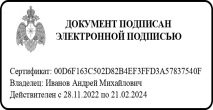 ДОКУМЕНТ ПОДПИСАН
ЭЛЕКТРОННОЙ ПОДПИСЬЮ
Сертификат: 00D6F163C502D82B4EF3FFD3A57837540F
Владелец: Иванов Андрей Михайлович
Действителен с 28.11.2022 по 21.02.2024